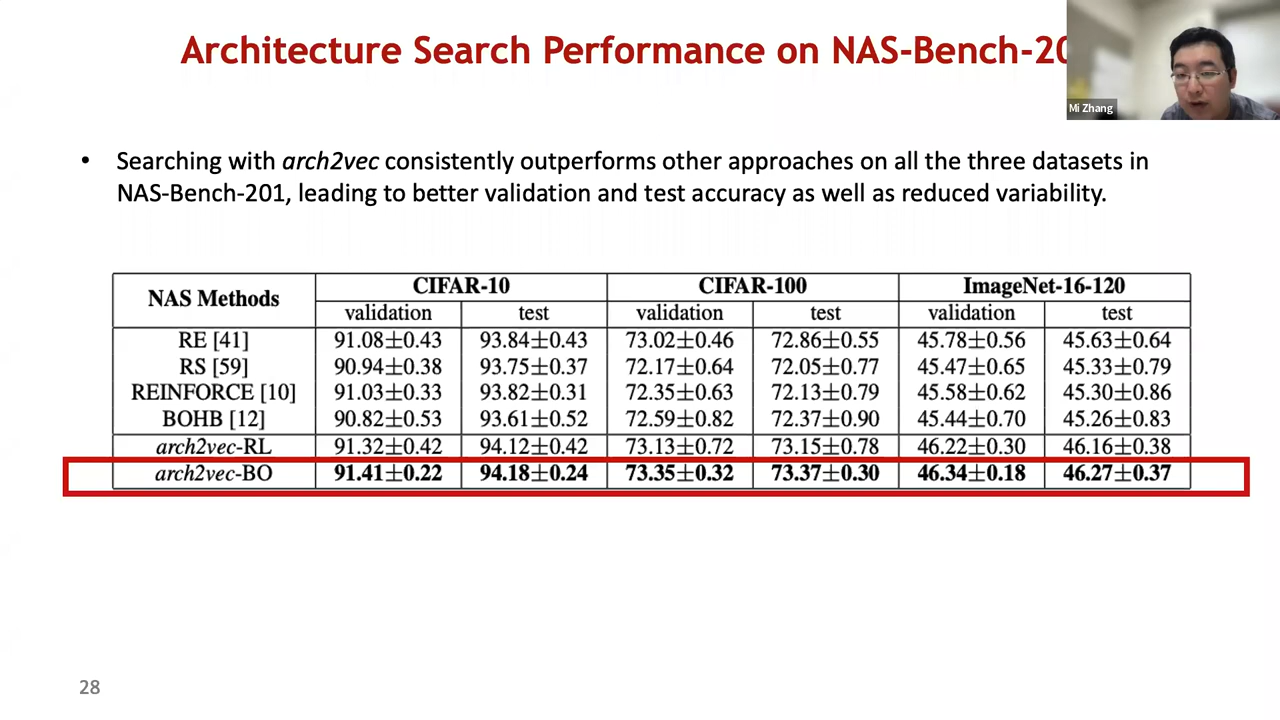 Architecture Search Performance on NAS-Bench-20
Mi Zhang
• Searching with arch2vec consistently outperforms other approaches on all the three datasets in
NAS-Bench-201, leading to better validation and test accuracy as well as reduced variability.
NAS Methods CIFAR-10 CIFAR-100 ImageNet-16-120
validation test validation test validation test
RE [41] 91.08±0.43 93.84±0.43 73.02±0.46 72.86±0.55 45.78±0.56 45.63±0.64
RS [59] 90.94±0.38 93.75±0.37 72.17±0.64 72.05±0.77 45.47±0.65 45.33±0.79
REINFORCE [10] 91.03±0.33 93.82±0.31 72.35±0.63 72.13±0.79 45.58±0.62 45.30±0.86
BOHB [12] 90.82±0.53 93.61±0.52 72.59±0.82 72.37±0.90 45.44±0.70 45.26±0.83
arch2vec-RL 91.32±0.42 94.12±0.42 73.13±0.72 73.15±0.78 46.22±0.30 46.16±0.38
arch2vec-BO 91.41±0.22 94.18±0.24 73.35±0.32 73.37±0.30 46.34±0.18 46.27±0.37
28